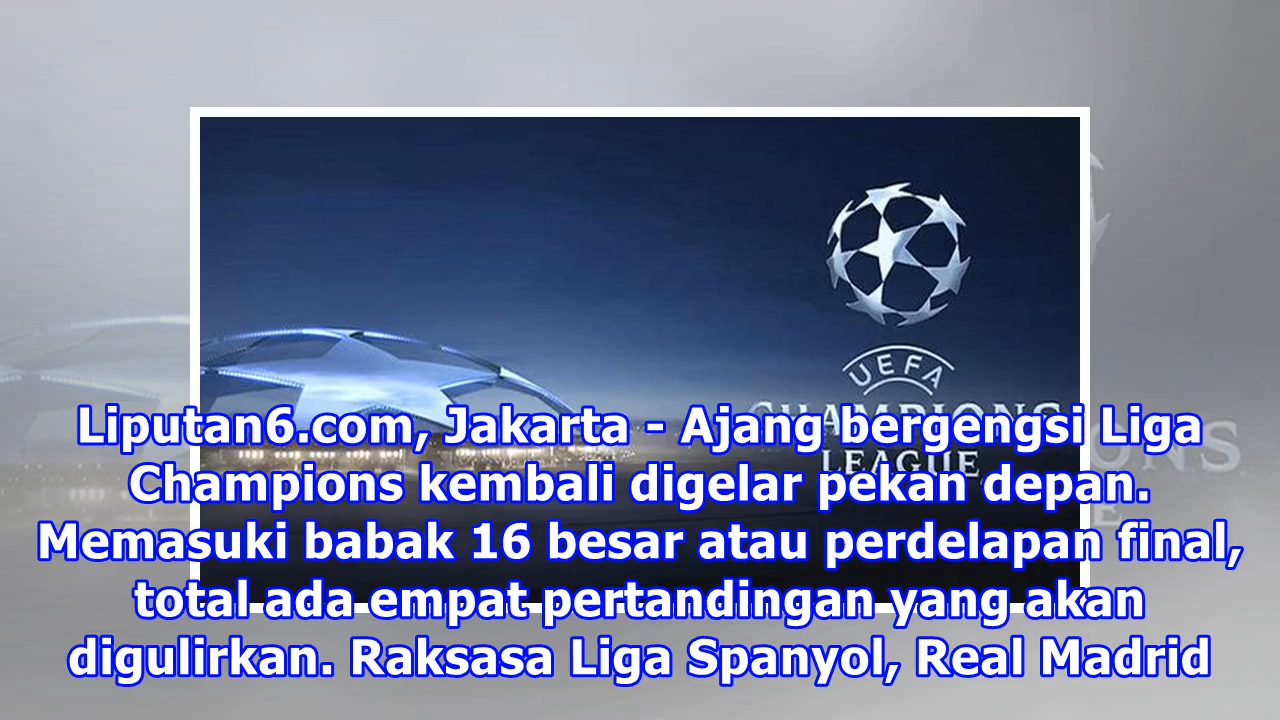 UEFA
CHAMPIONS
LEAGUE
Liputan6.com, Jakarta - Ajang bergengsi Liga
Champions kembali digelar pekan depan.
Memasuki babak 16 besar atau perdelapan final,
total ada empat pertandingan yang akan
digulirkan. Raksasa Liga Spanyol, Real Madrid